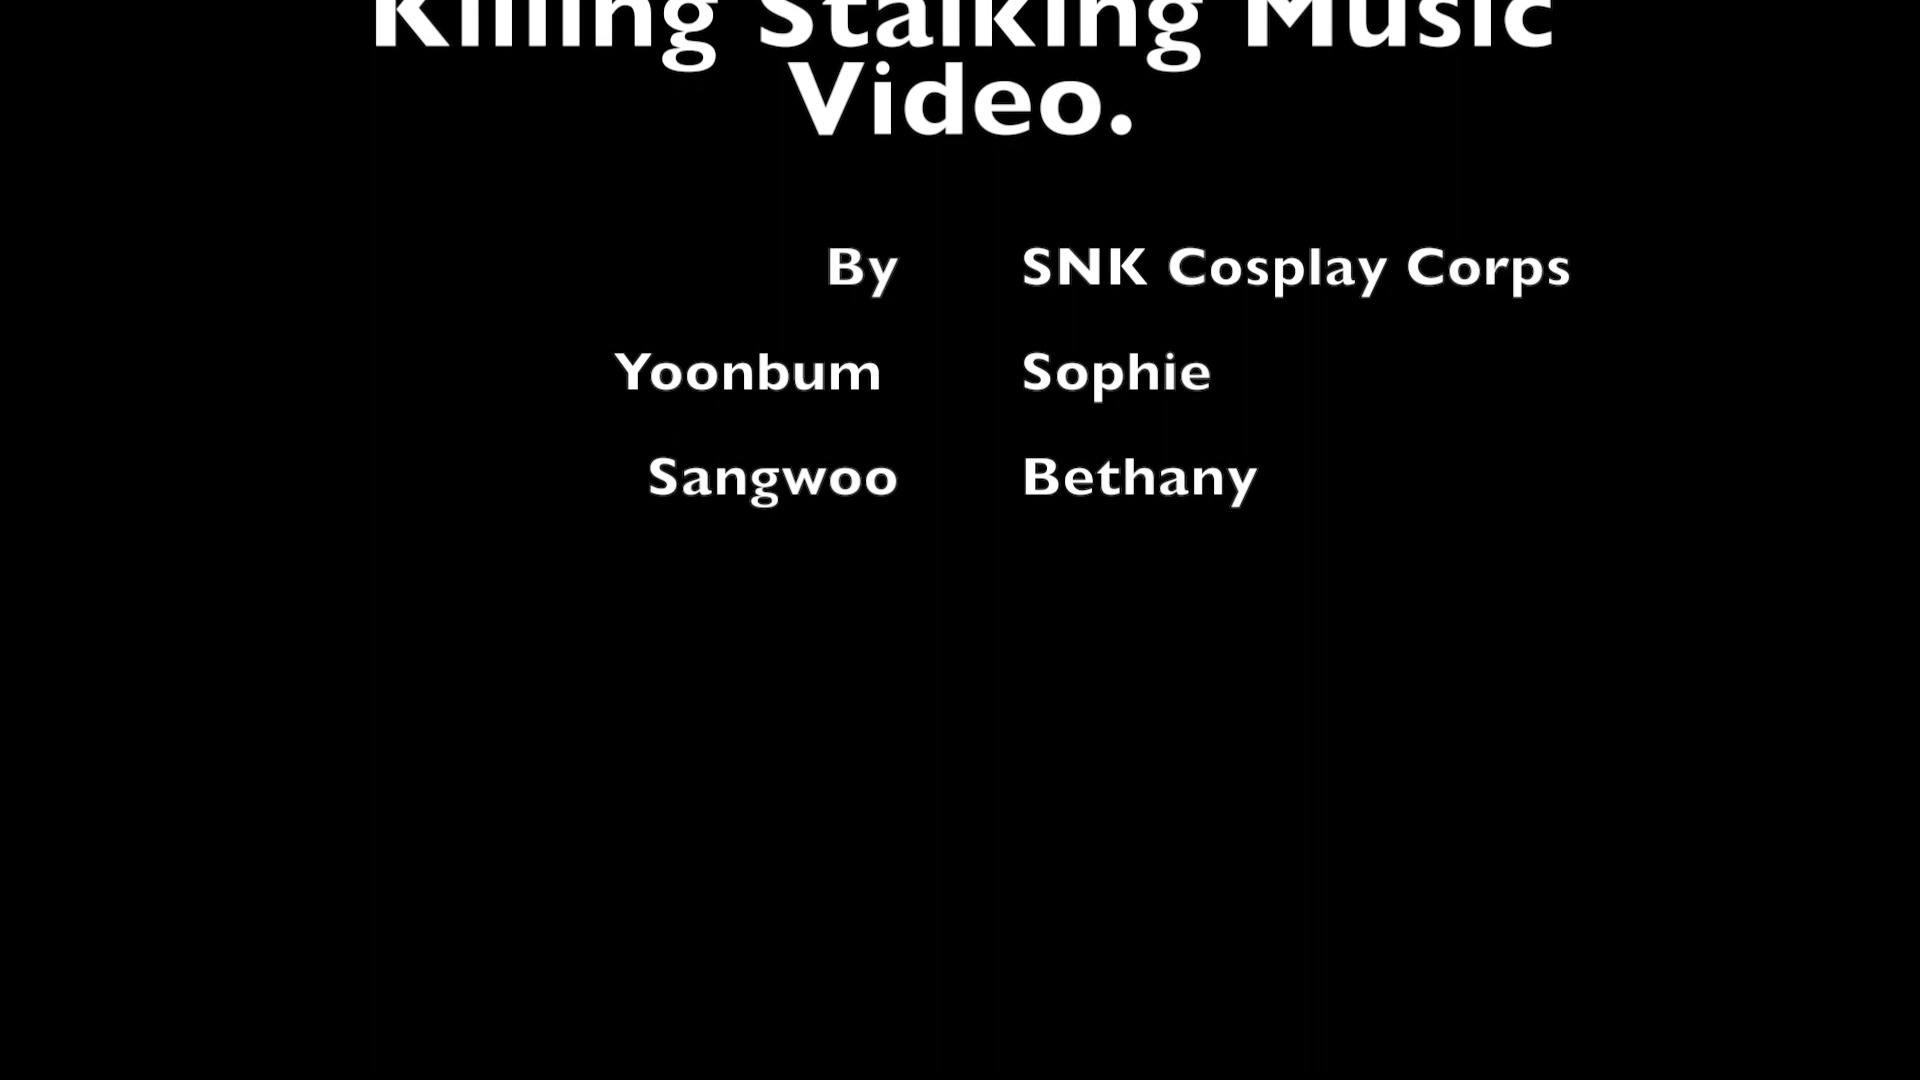 Killing Stalking Music
Video.
By SNK Cosplay Corps
Yoonbum Sophie
Sangwoo Bethany